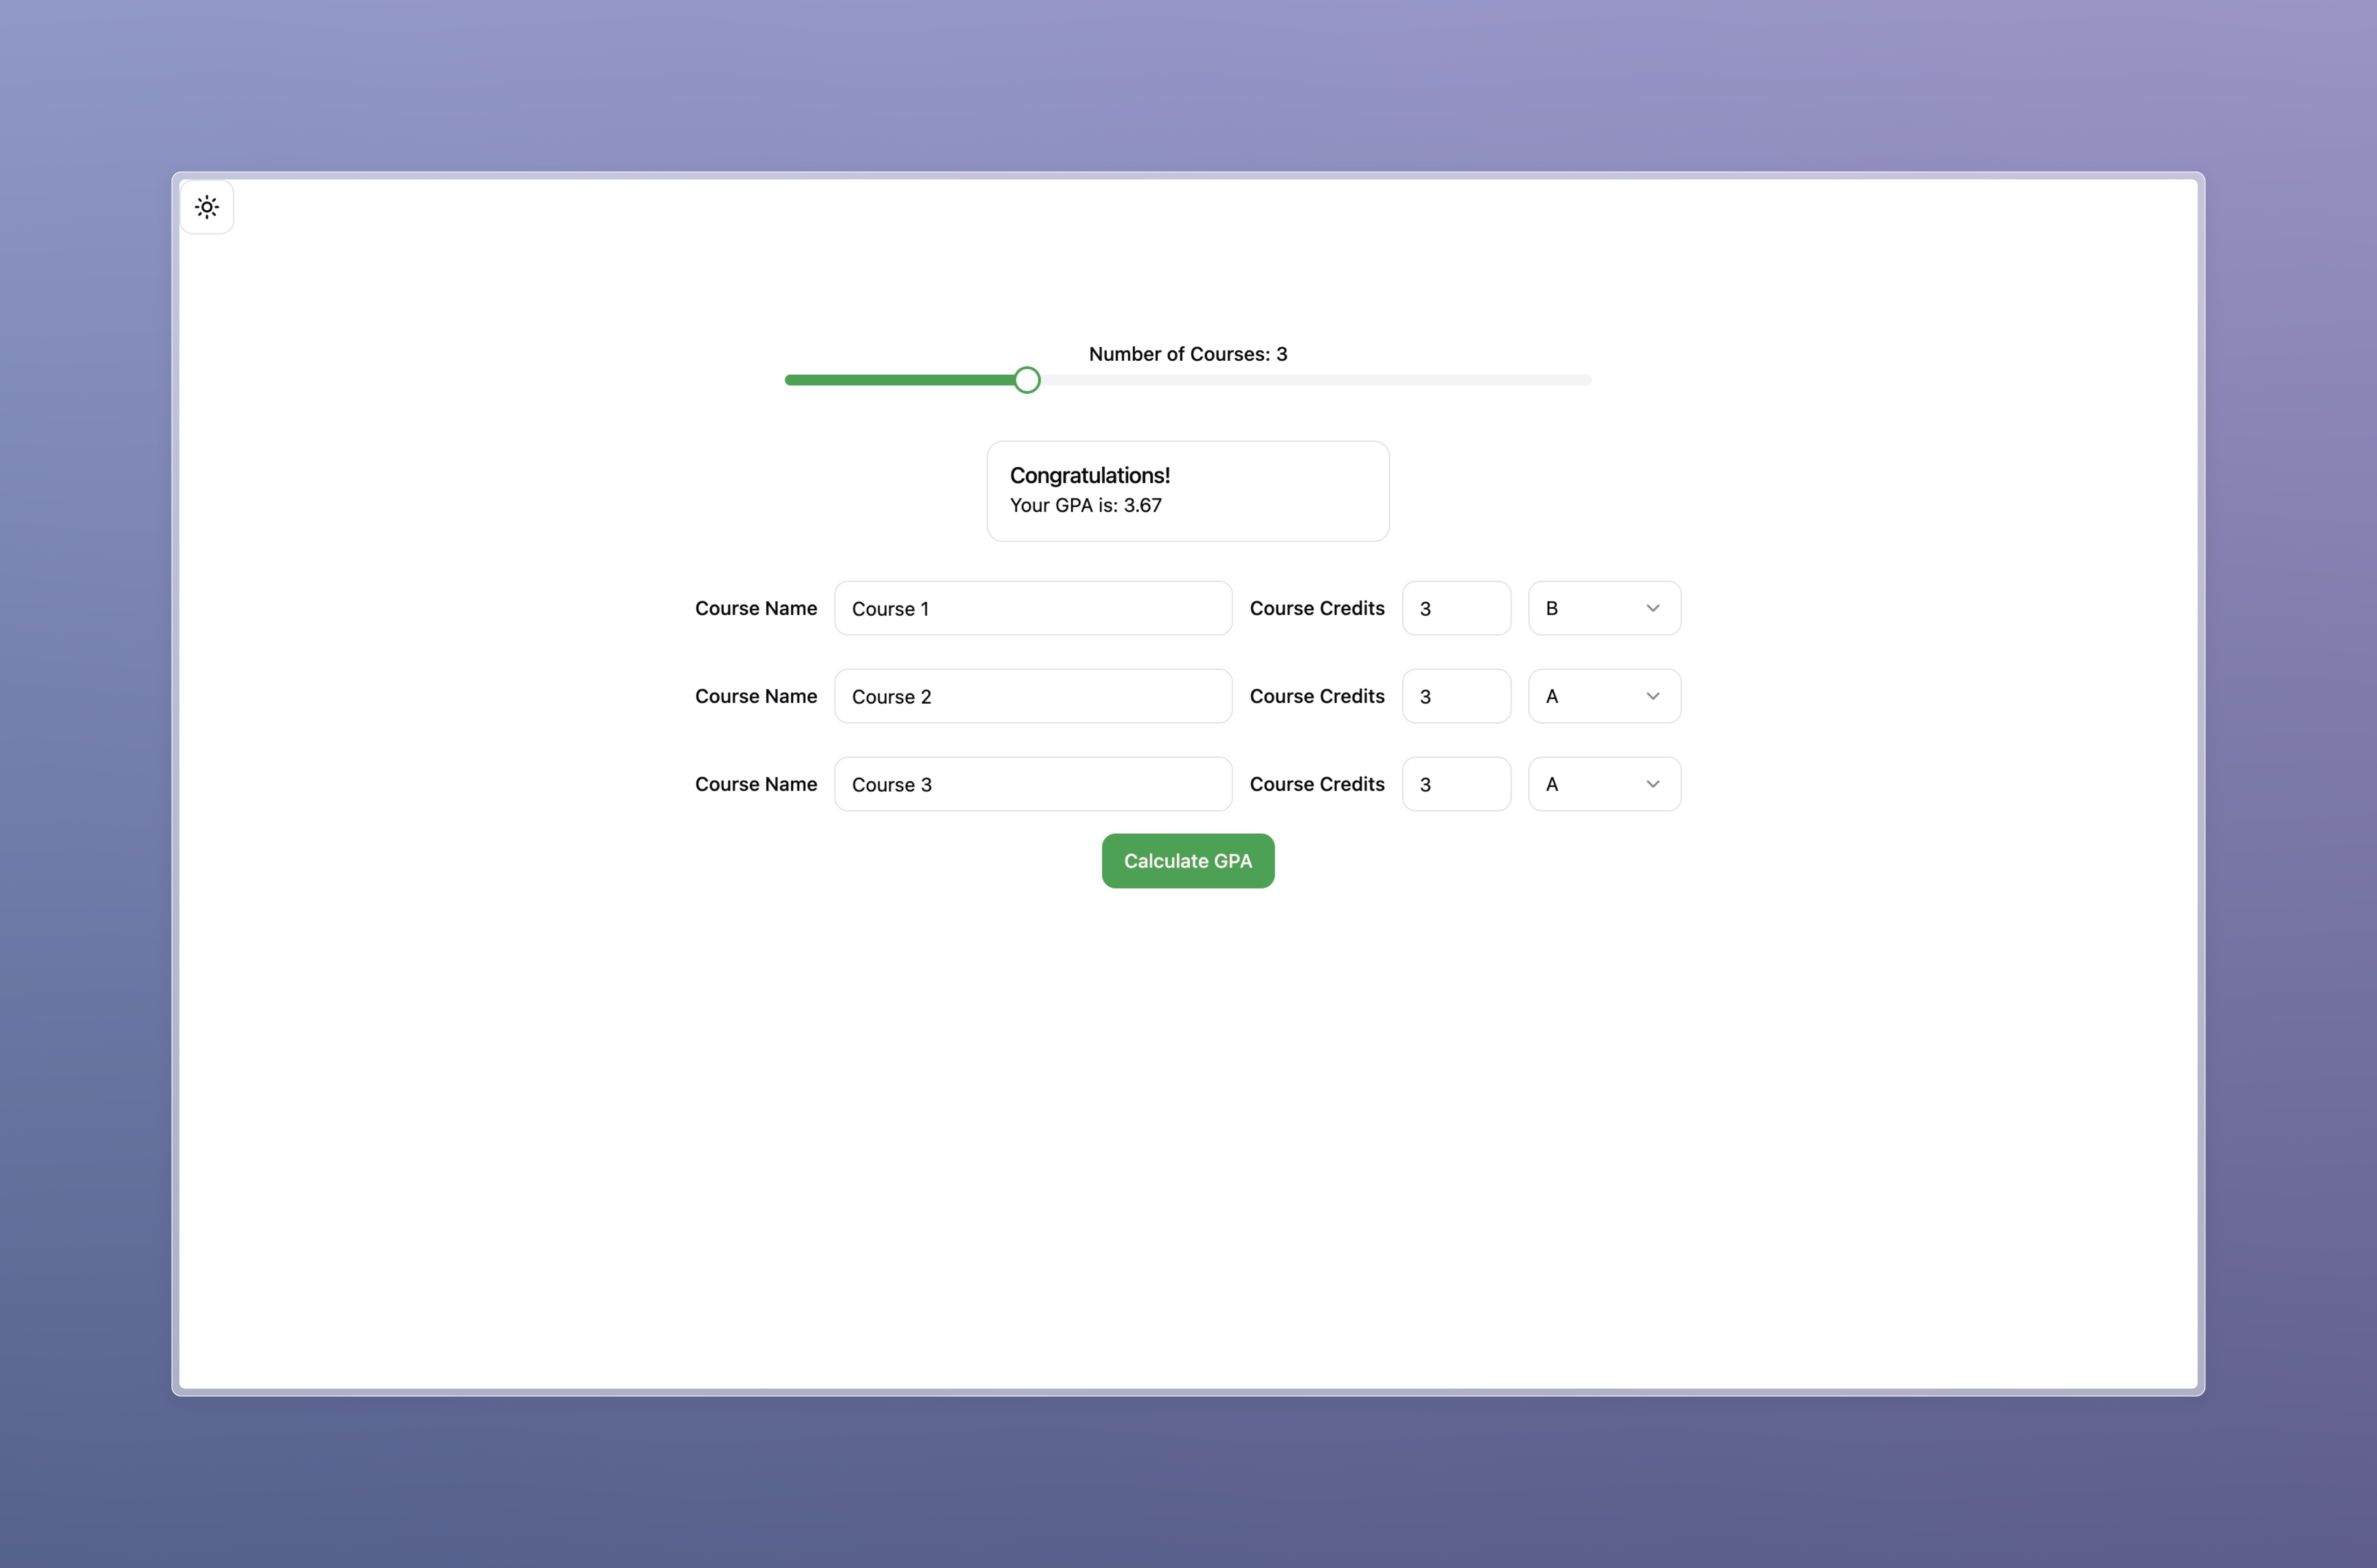 Number of Courses: 3
Congratulations!
Your GPA is: 3.67
Course Name Course 1 Course Credits 3 B
Course Name Course 2 Course Credits 3 A
Course Name Course 3 Course Credits 3 A
Calculate GPA